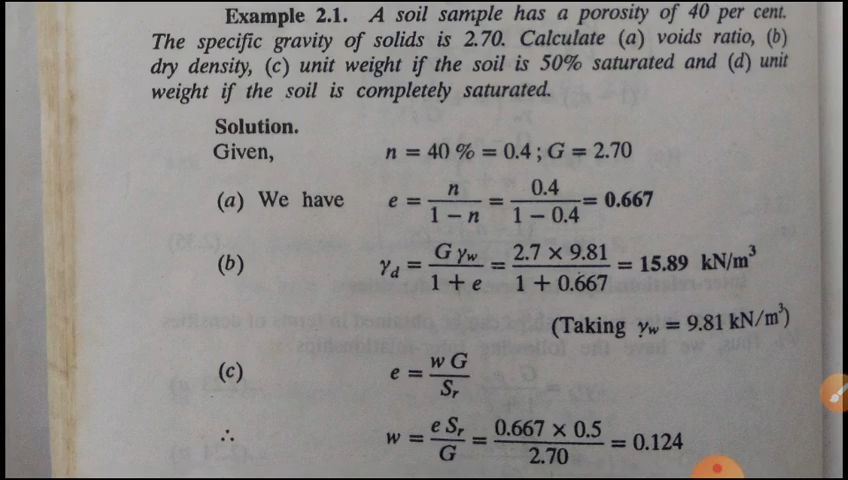 Example 2.1. A soil sample has a porosity of 40 per cent.
The specific gravity of solids is 2.70. Calculate (a) voids ratio, (b)
dry density, (c) unit weight if the soil is 50% saturated and (d) unit
weight if the soil is completely saturated.
Solution.
Given, n = 40 % = 0.4 ; G = 2.70
(a) We have e = n / (1 − n) = 0.4 / (1 − 0.4) = 0.667
(b) γd = G γw / (1 + e) = 2.7 × 9.81 / (1 + 0.667) = 15.89 kN/m³
(Taking γw = 9.81 kN/m³)
(c) e = w G / Sr
∴ w = e Sr / G = 0.667 × 0.5 / 2.70 = 0.124